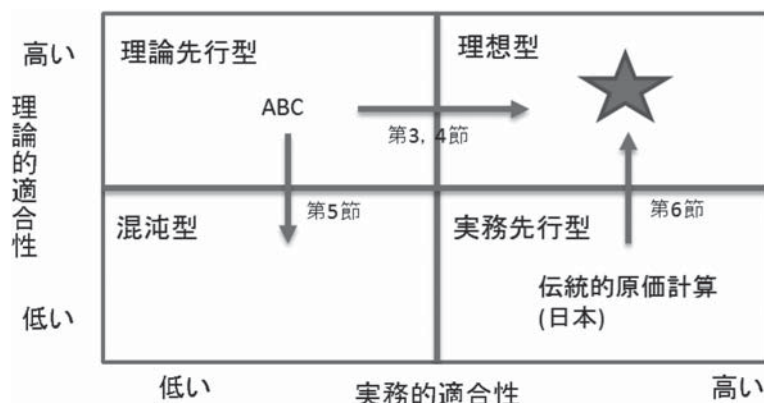 高い
理論先行型
理想型
ABC
第3, 4節
理論的適合性
第5節
第6節
混沌型
実務先行型
伝統的原価計算
(日本)
低い
低い
実務的適合性
高い